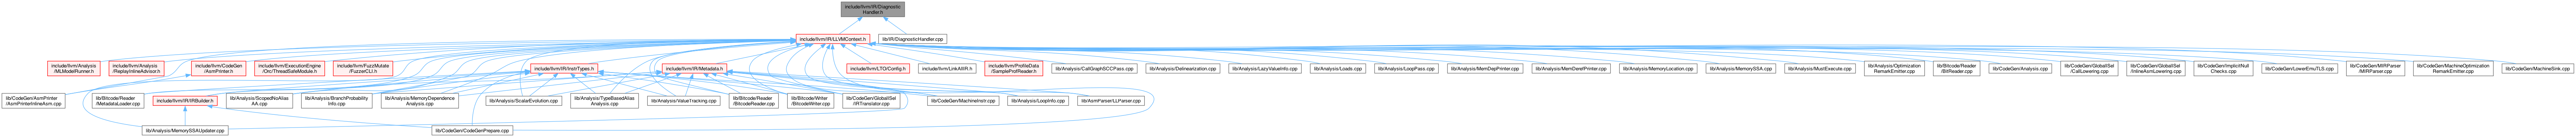 include/llvm/IR/Diagnostic
Handler.h
include/llvm/IR/LLVMContext.h
lib/IR/DiagnosticHandler.cpp
include/llvm/Analysis
/MLModelRunner.h
include/llvm/Analysis
/ReplayInlineAdvisor.h
include/llvm/CodeGen
/AsmPrinter.h
include/llvm/ExecutionEngine
/Orc/ThreadSafeModule.h
include/llvm/FuzzMutate
/FuzzerCLI.h
include/llvm/IR/InstrTypes.h
include/llvm/IR/Metadata.h
include/llvm/LTO/Config.h
include/llvm/LinkAllIR.h
include/llvm/ProfileData
/SampleProfReader.h
lib/Analysis/CallGraphSCCPass.cpp
lib/Analysis/Delinearization.cpp
lib/Analysis/LazyValueInfo.cpp
lib/Analysis/Loads.cpp
lib/Analysis/LoopPass.cpp
lib/Analysis/MemDepPrinter.cpp
lib/Analysis/MemDerefPrinter.cpp
lib/Analysis/MemoryLocation.cpp
lib/Analysis/MemorySSA.cpp
lib/Analysis/MustExecute.cpp
lib/Analysis/Optimization
RemarkEmitter.cpp
lib/Bitcode/Reader
/BitReader.cpp
lib/CodeGen/Analysis.cpp
lib/CodeGen/GlobalISel
/CallLowering.cpp
lib/CodeGen/GlobalISel
/InlineAsmLowering.cpp
lib/CodeGen/ImplicitNull
Checks.cpp
lib/CodeGen/LowerEmuTLS.cpp
lib/CodeGen/MIRParser
/MIRParser.cpp
lib/CodeGen/MachineOptimization
RemarkEmitter.cpp
lib/CodeGen/MachineSink.cpp
lib/CodeGen/AsmPrinter
/AsmPrinterInlineAsm.cpp
lib/Bitcode/Reader
/MetadataLoader.cpp
include/llvm/IR/IRBuilder.h
lib/Analysis/ScopedNoAlias
AA.cpp
lib/Analysis/BranchProbability
Info.cpp
lib/Analysis/MemoryDependence
Analysis.cpp
lib/Analysis/ScalarEvolution.cpp
lib/Analysis/TypeBasedAlias
Analysis.cpp
lib/Analysis/ValueTracking.cpp
lib/Bitcode/Reader
/BitcodeReader.cpp
lib/Bitcode/Writer
/BitcodeWriter.cpp
lib/CodeGen/GlobalISel
/IRTranslator.cpp
lib/CodeGen/MachineInstr.cpp
lib/Analysis/LoopInfo.cpp
lib/AsmParser/LLParser.cpp
lib/Analysis/MemorySSAUpdater.cpp
lib/CodeGen/CodeGenPrepare.cpp